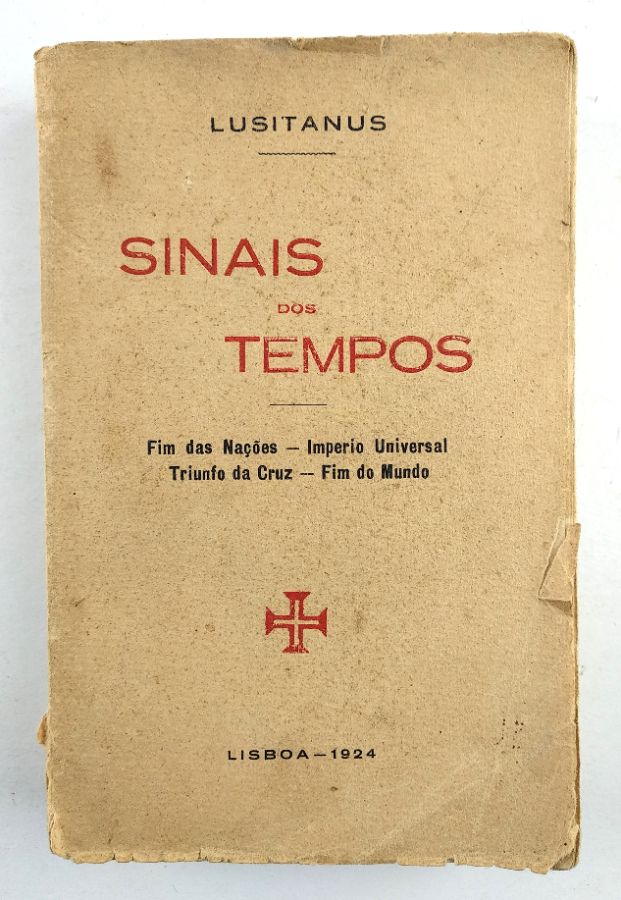 LUSITANUS
SINAIS
DOS
TEMPOS
Fim das Nações — Imperio Universal
Triunfo da Cruz — Fim do Mundo
LISBOA—1924